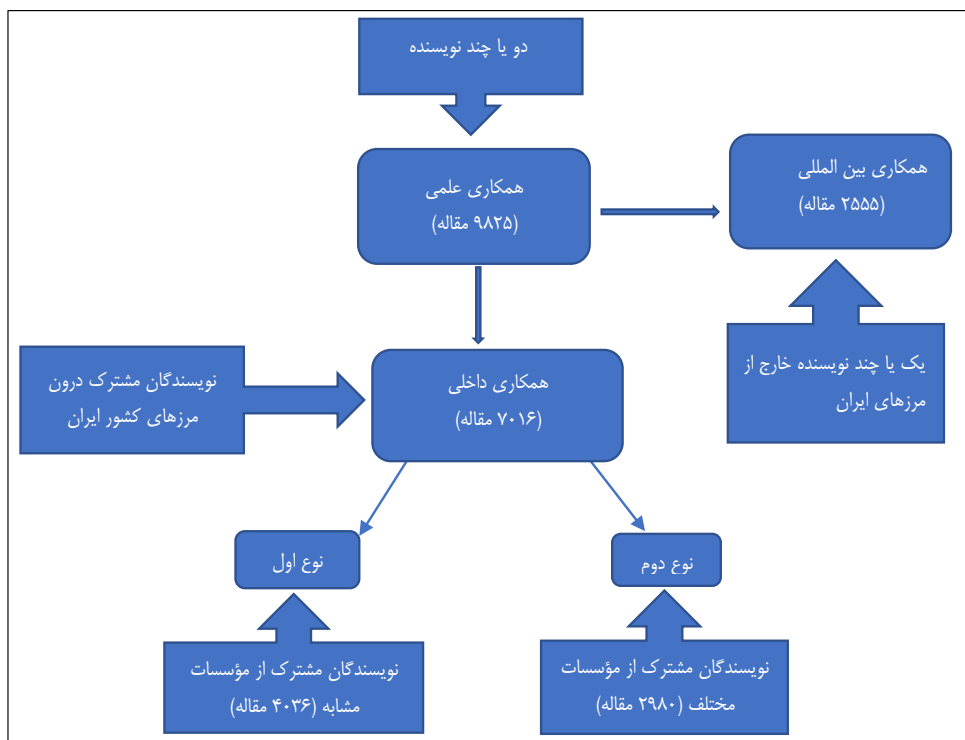 دو یا چند نویسنده
همکاری علمی
(۹۸۲۵ مقاله)
همکاری بین المللی
(۲۵۵۵ مقاله)
یک یا چند نویسنده خارج از
مرزهای ایران
همکاری داخلی
(۷۰۱۶ مقاله)
نویسندگان مشترک درون
مرزهای کشور ایران
نوع دوم
نوع اول
نویسندگان مشترک از مؤسسات
مختلف (۲۹۸۰ مقاله)
نویسندگان مشترک از مؤسسات
مشابه (۴۰۳۶ مقاله)